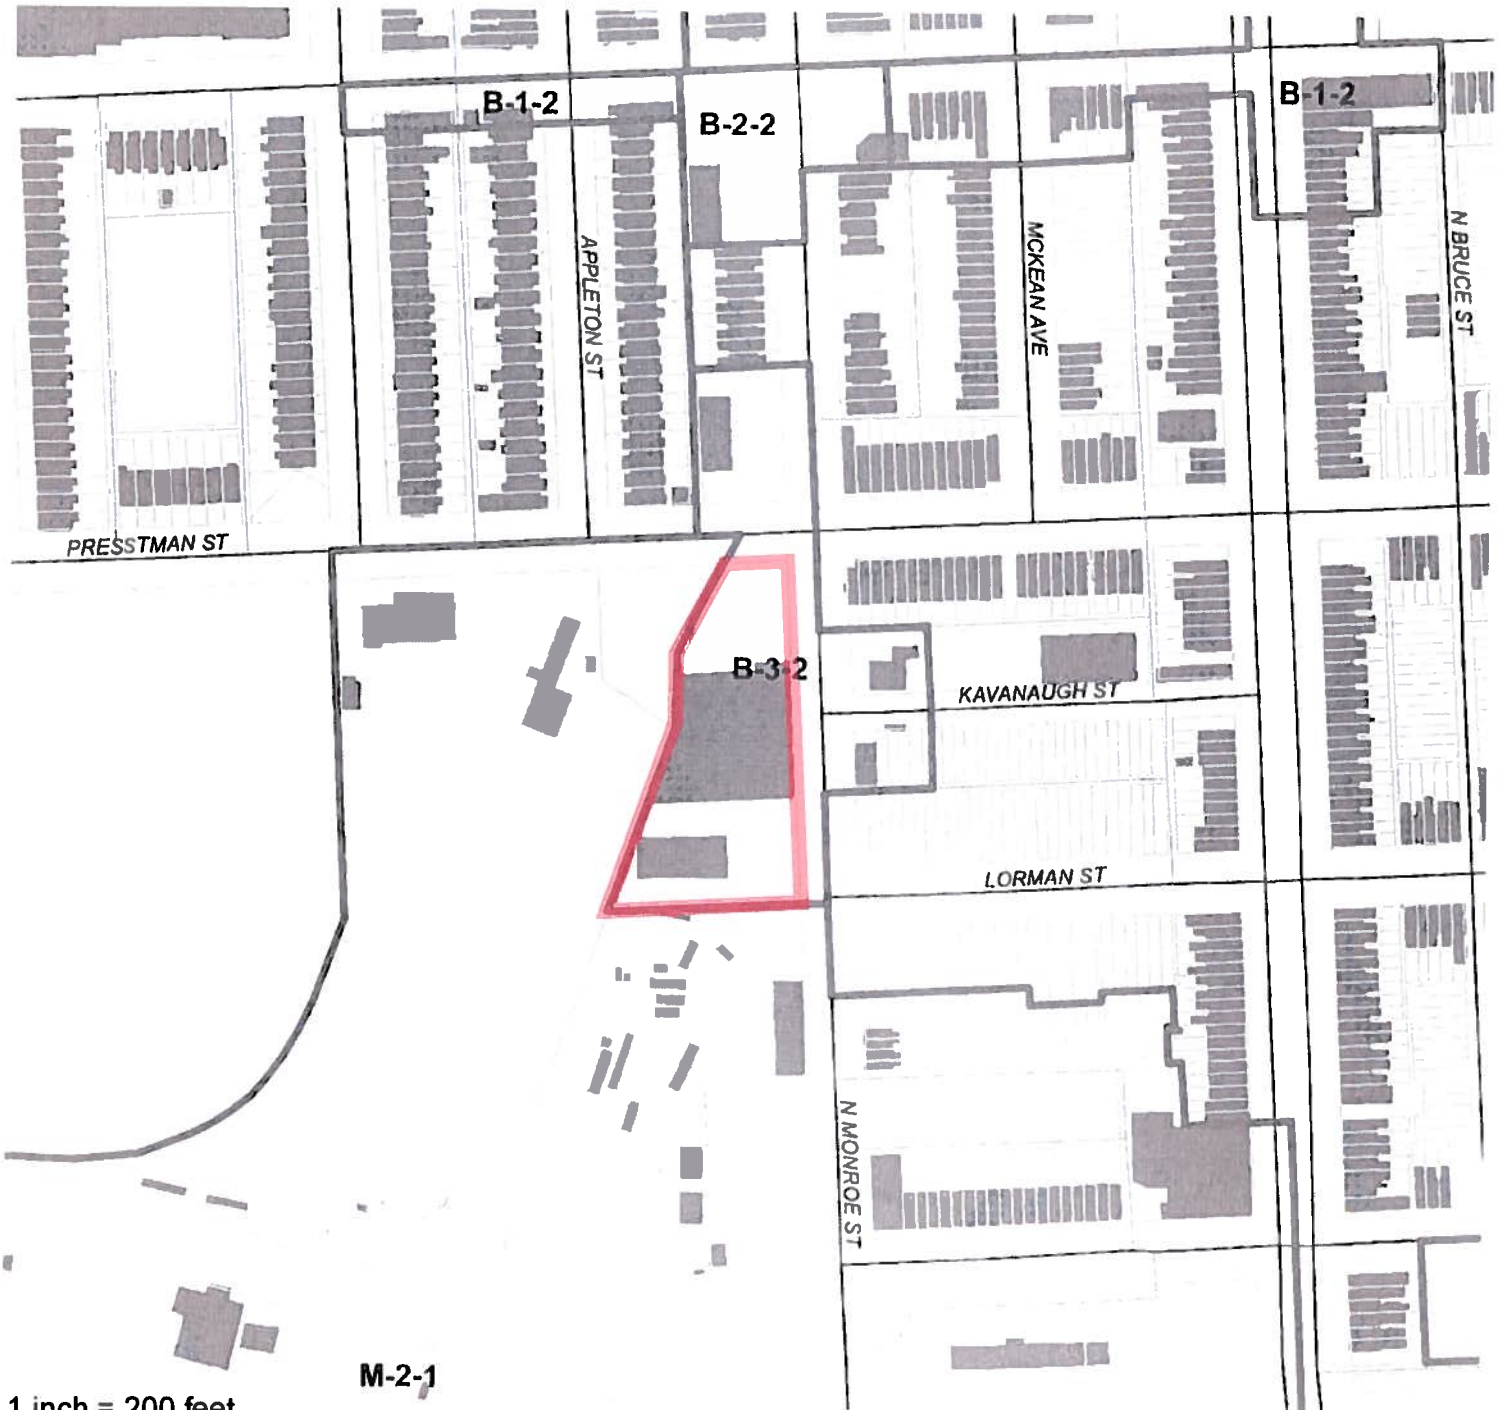 B-1-2
B-2-2
B-1-2
APPLETON ST
MCKEAN AVE
N BRUCE ST
PRESSTMAN ST
B-3-2
KAVANAUGH ST
LORMAN ST
N MONROE ST
M-2-1
1 inch = 200 feet